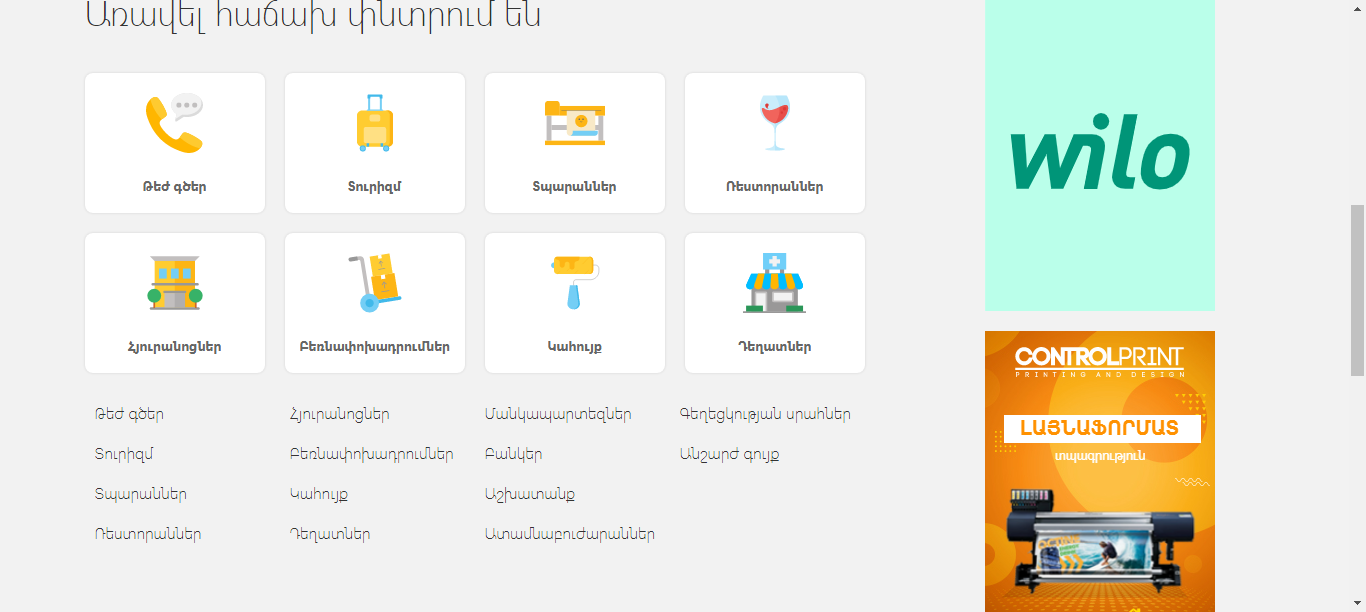 Առավել հաճախ փնտրում են
Թեժ գծեր
Տուրիզմ
Տպարաններ
Ռեստորաններ
Հյուրանոցներ
Բեռնափոխադրումներ
Կահույք
Դեղատներ
Թեժ գծեր
Հյուրանոցներ
Մանկապարտեզներ
Գեղեցկության սրահներ
Տուրիզմ
Բեռնափոխադրումներ
Բանկեր
Անշարժ գույք
Տպարաններ
Կահույք
Աշխատանք
Ռեստորաններ
Դեղատներ
Ատամնաբուժարաններ
wilo
CONTROLPRINT
PRINTING AND DESIGN
ԼԱՅՆԱՖՈՐՄԱՏ
տպագրություն